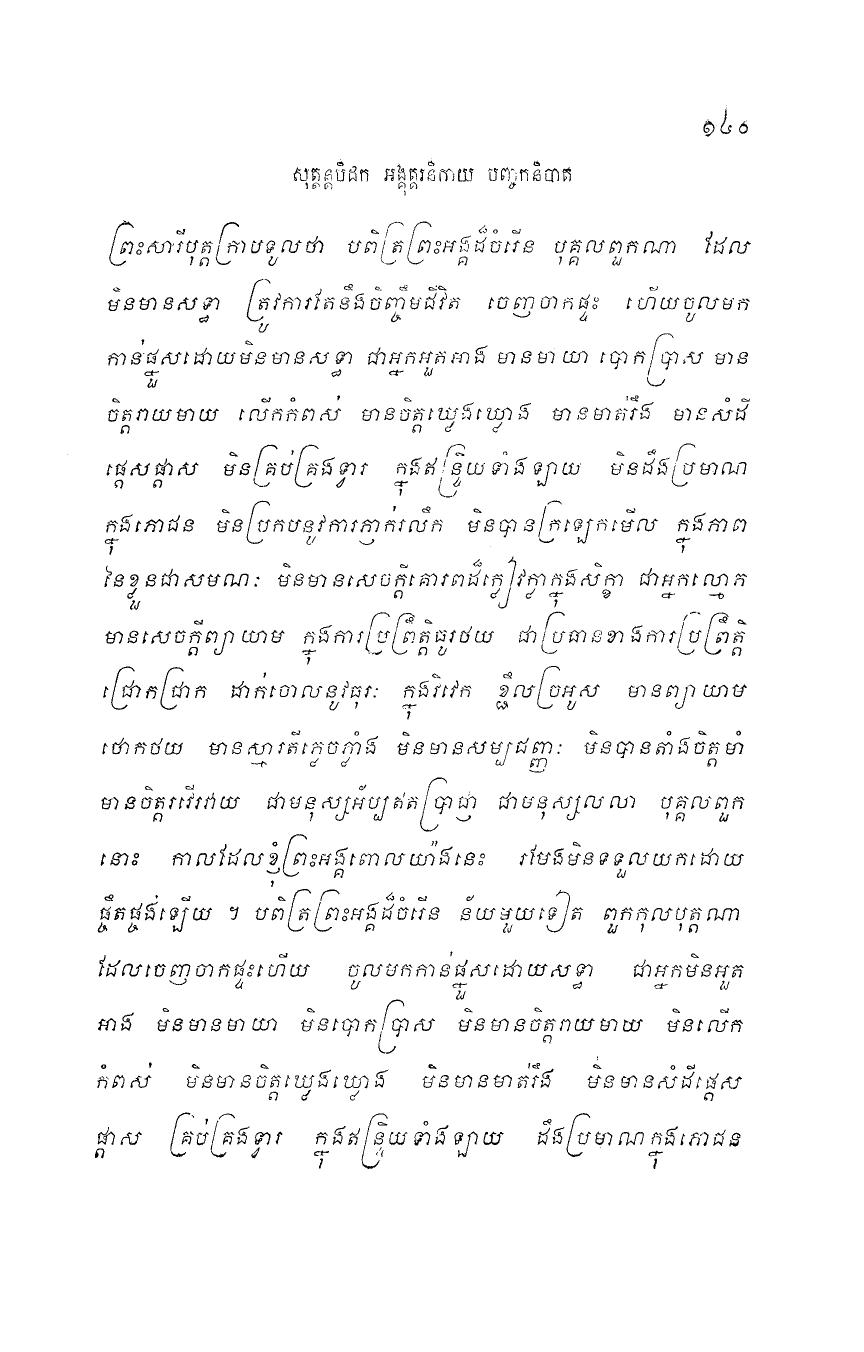 ១៤០
សុត្តន្តបិដក អង្គុត្តរនិកាយ បញ្ចកនិបាត
ព្រះសារីបុត្តក្រាបទូលថា បពិត្រព្រះអង្គដ៏ចំរើន បុគ្គលពួកណា ដែល
មិនមានសទ្ធា ត្រូវការតែនឹងចិញ្ចឹមជីវិត ចេញចាកផ្ទះ ហើយចូលមក
កាន់ផ្នួសដោយមិនមានសទ្ធា ជាអ្នកអួតអាង មានមាយា បោកប្រាស មាន
ចិត្តរាយមាយ លើកកំពស់ មានចិត្តឃ្មេងឃ្មោង មានមាត់រឹង មានសំដី
ផ្តេសផ្តាស មិនគ្រប់គ្រងទ្វារ ក្នុងឥន្ទ្រិយទាំងឡាយ មិនដឹងប្រមាណ
ក្នុងភោជន មិនប្រកបនូវការភ្ញាក់រលឹក មិនបានក្រឡេកមើល ក្នុងភាព
នៃខ្លួនជាសមណៈ មិនមានសេចក្តីគោរពដ៏ក្លៀវក្លាក្នុងសិក្ខា ជាអ្នកល្មោភ
មានសេចក្តីព្យាយាម ក្នុងការប្រព្រឹត្តិធូរថយ ជាប្រធានខាងការប្រព្រឹត្តិ
ជ្រោកជ្រាក ដាក់ចោលនូវធុរៈ ក្នុងវិវេក ខ្ជឹលច្រអូស មានព្យាយាម
ថោកថយ មានស្មារតីភ្លេចភ្លាំង មិនមានសម្បជញ្ញៈ មិនបានតាំងចិត្តមាំ
មានចិត្តរវើរវាយ ជាមនុស្សអ័ប្បឥតប្រាជ្ញា ជាមនុស្សលលា បុគ្គលពួក
នោះ កាលដែលខ្ញុំព្រះអង្គពោលយ៉ាងនេះ រមែងមិនទទួលយកដោយ
ផ្ចឹតផ្ចង់ឡើយ ។ បពិត្រព្រះអង្គដ៏ចំរើន ន័យមួយទៀត ពួកកុលបុត្តណា
ដែលចេញចាកផ្ទះហើយ ចូលមកកាន់ផ្នួសដោយសទ្ធា ជាអ្នកមិនអួត
អាង មិនមានមាយា មិនបោកប្រាស មិនមានចិត្តរាយមាយ មិនលើក
កំពស់ មិនមានចិត្តឃ្មេងឃ្មោង មិនមានមាត់រឹង មិនមានសំដីផ្តេស
ផ្តាស គ្រប់គ្រងទ្វារ ក្នុងឥន្ទ្រិយទាំងឡាយ ដឹងប្រមាណក្នុងភោជន